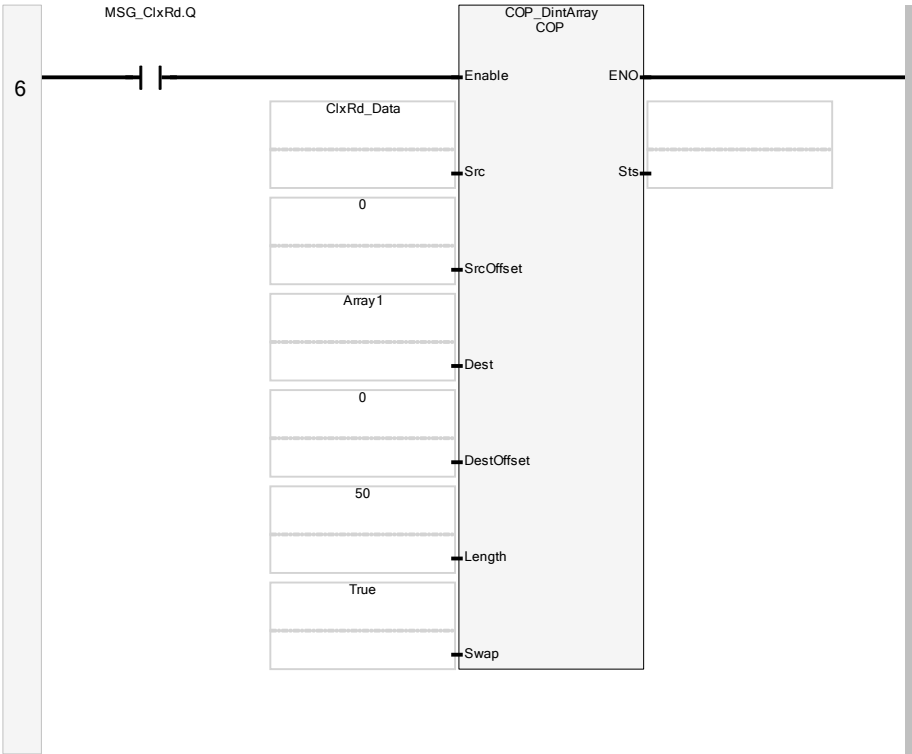 MSG_ClxRd.Q
COP_DintArray
COP
6
Enable
ENO
ClxRd_Data
Src
Sts
0
SrcOffset
Array1
Dest
0
DestOffset
50
Length
True
Swap